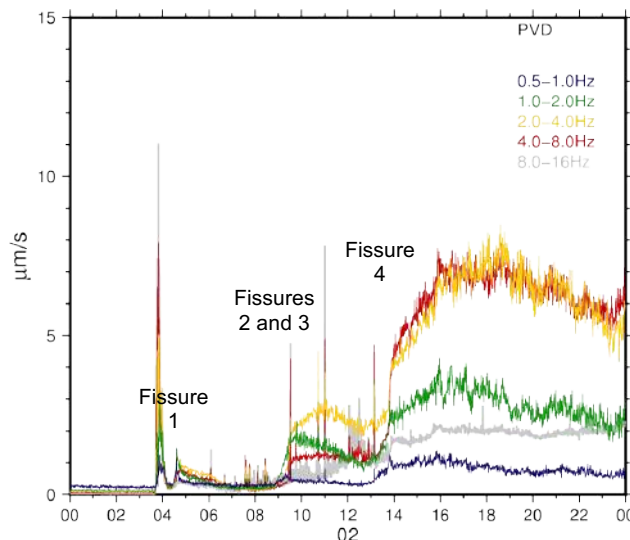 15
PVD
0.5–1.0Hz
1.0–2.0Hz
2.0–4.0Hz
4.0–8.0Hz
8.0–16Hz
10
μm/s
Fissure
4
Fissures
2 and 3
5
Fissure
1
0
00 02 04 06 08 10 12 14 16 18 20 22 00
02